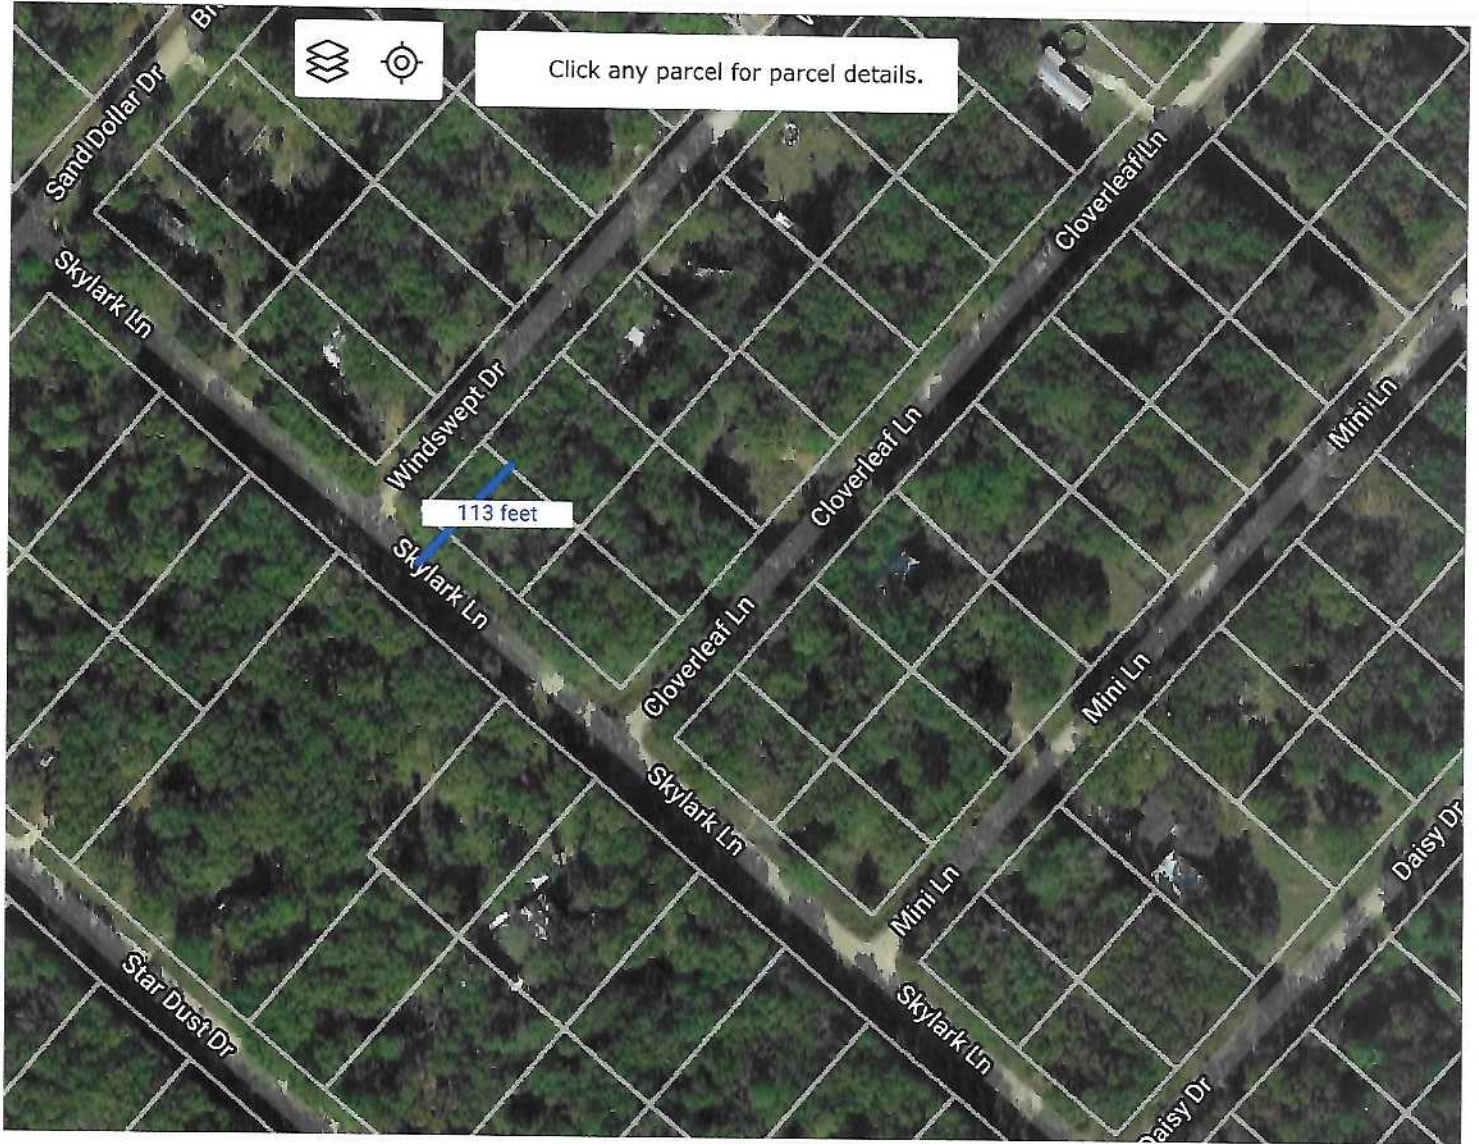 Click any parcel for parcel details.
Sand Dollar Dr
Cloverleaf Ln
Skylark Ln
Windswept Dr
Mini Ln
Cloverleaf Ln
113 feet
Skylark Ln
Cloverleaf Ln
Mini Ln
Skylark Ln
Daisy Dr
Mini Ln
Star Dust Dr
Skylark Ln
Daisy Dr